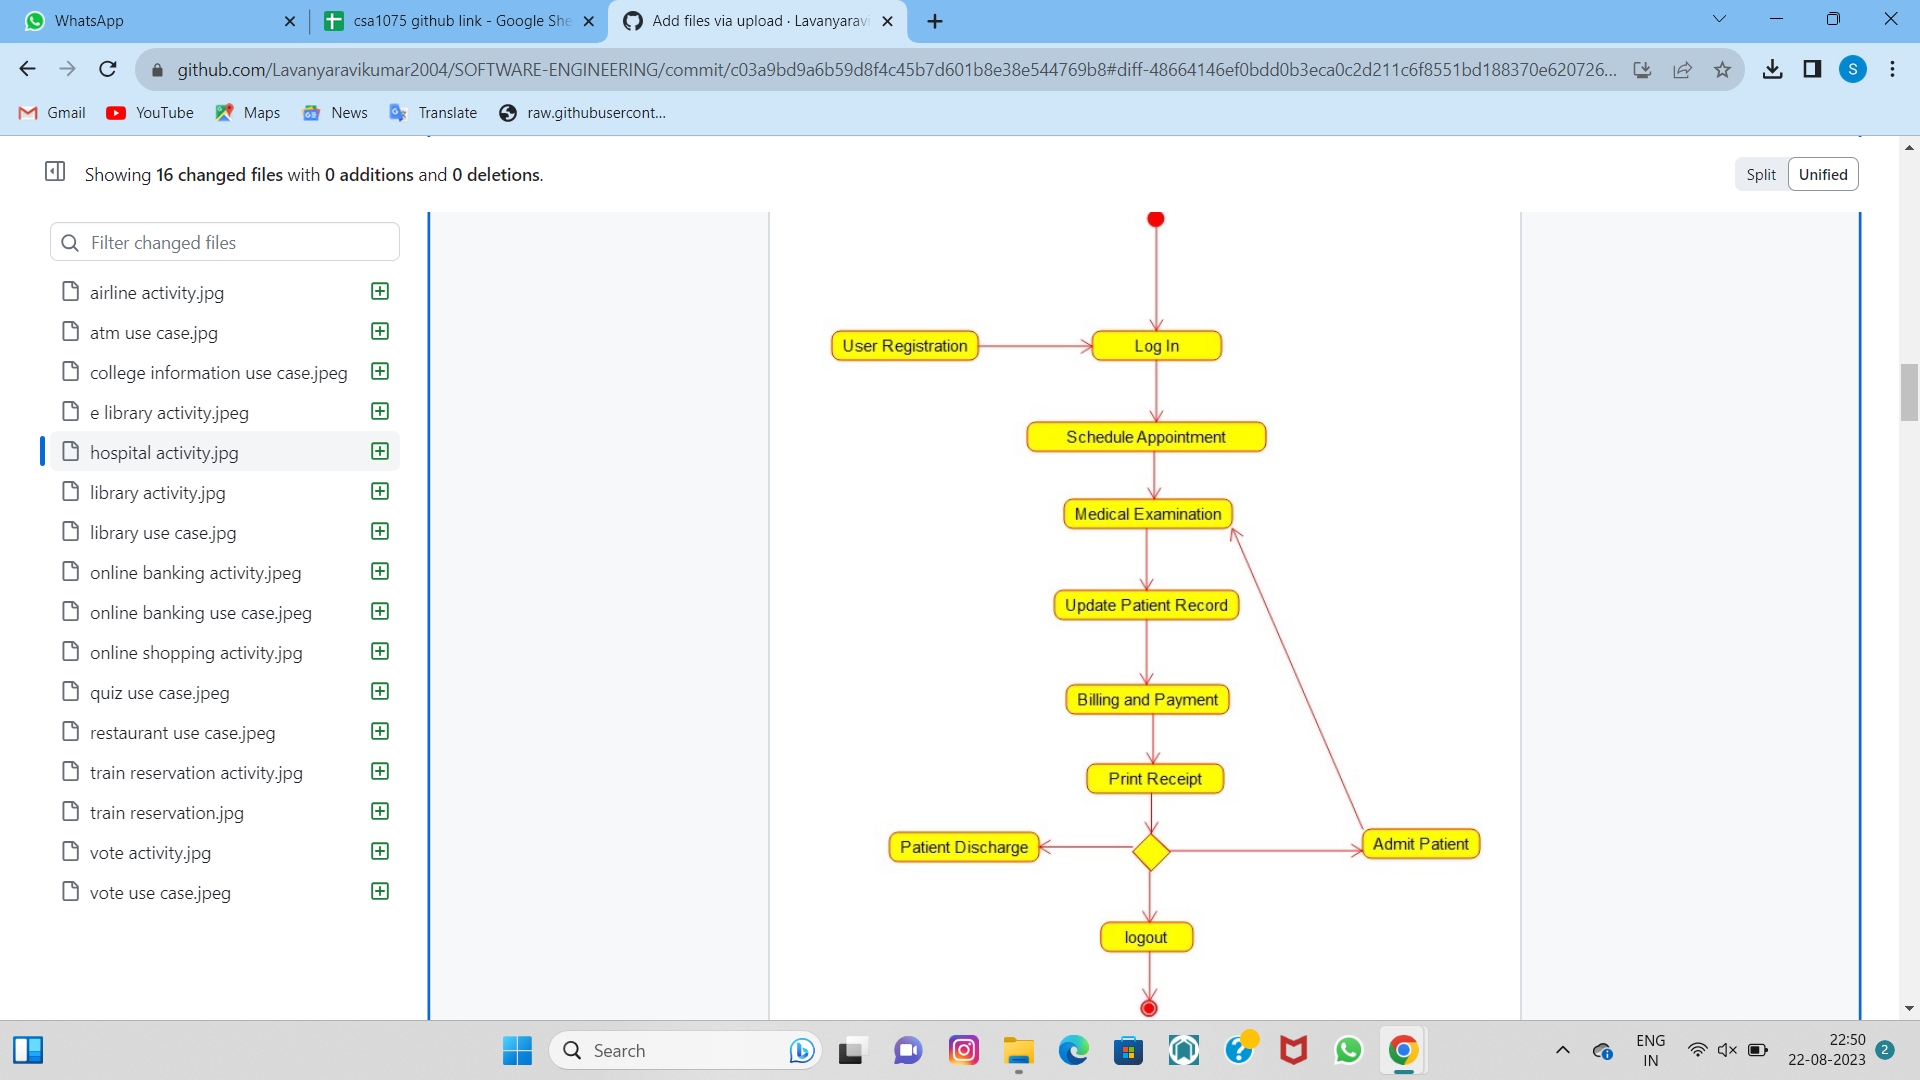 WhatsApp
csa1075 github link - Google She
Add files via upload · Lavanyaravi
github.com/Lavanyaravikumar2004/SOFTWARE-ENGINEERING/commit/c03a9bd9a6b59d8f4c45b7d601b8e38e544769b8#diff-48664146ef0bdd0b3eca0c2d211c6f8551bd188370e620726...
S
Gmail
YouTube
Maps
News
Translate
raw.githubusercont...
Showing 16 changed files with 0 additions and 0 deletions.
Split
Unified
Filter changed files
airline activity.jpg
atm use case.jpg
college information use case.jpeg
e library activity.jpeg
hospital activity.jpg
library activity.jpg
library use case.jpg
online banking activity.jpeg
online banking use case.jpeg
online shopping activity.jpg
quiz use case.jpeg
restaurant use case.jpeg
train reservation activity.jpg
train reservation.jpg
vote activity.jpg
vote use case.jpeg
User Registration
Log In
Schedule Appointment
Medical Examination
Update Patient Record
Billing and Payment
Print Receipt
Patient Discharge
Admit Patient
logout
Search
ENG
IN
22:50
22-08-2023
2